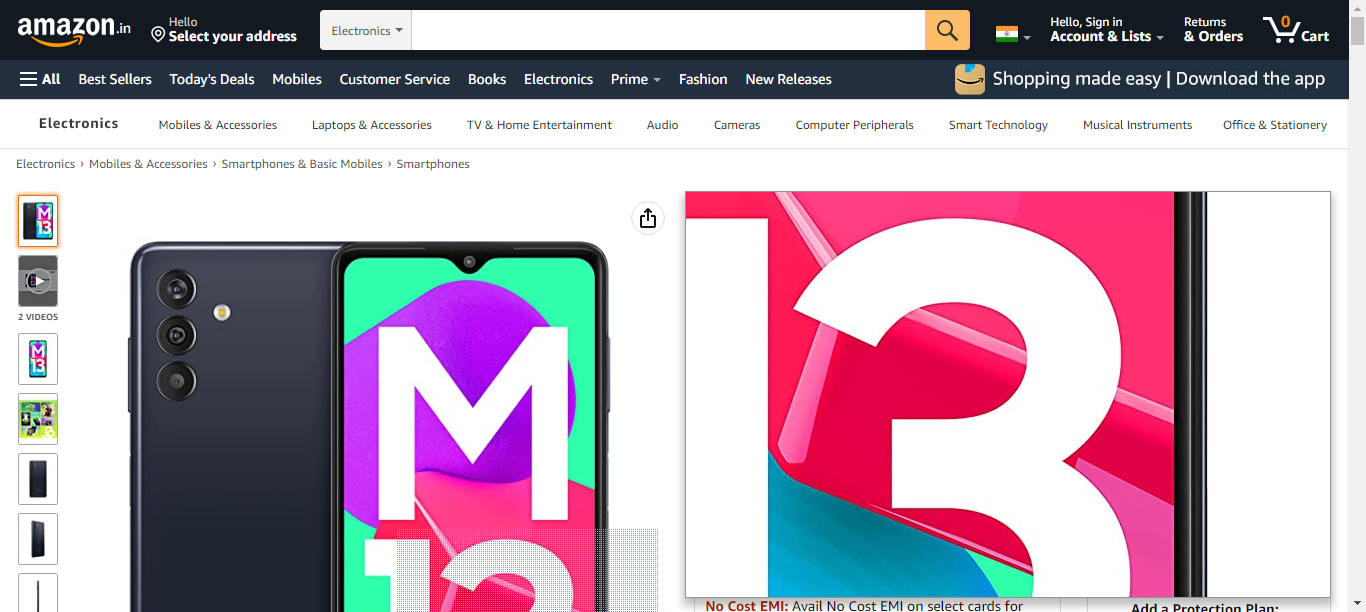 amazon.in
Hello
Select your address
Electronics
Hello, Sign in
Account & Lists
Returns
& Orders
0
Cart
All
Best Sellers
Today's Deals
Mobiles
Customer Service
Books
Electronics
Prime
Fashion
New Releases
Shopping made easy | Download the app
Electronics
Mobiles & Accessories
Laptops & Accessories
TV & Home Entertainment
Audio
Cameras
Computer Peripherals
Smart Technology
Musical Instruments
Office & Stationery
Electronics › Mobiles & Accessories › Smartphones & Basic Mobiles › Smartphones
M
13
2 VIDEOS
M
13
M
13
13
No Cost EMI: Avail No Cost EMI on select cards for
Add a Protection Plan: